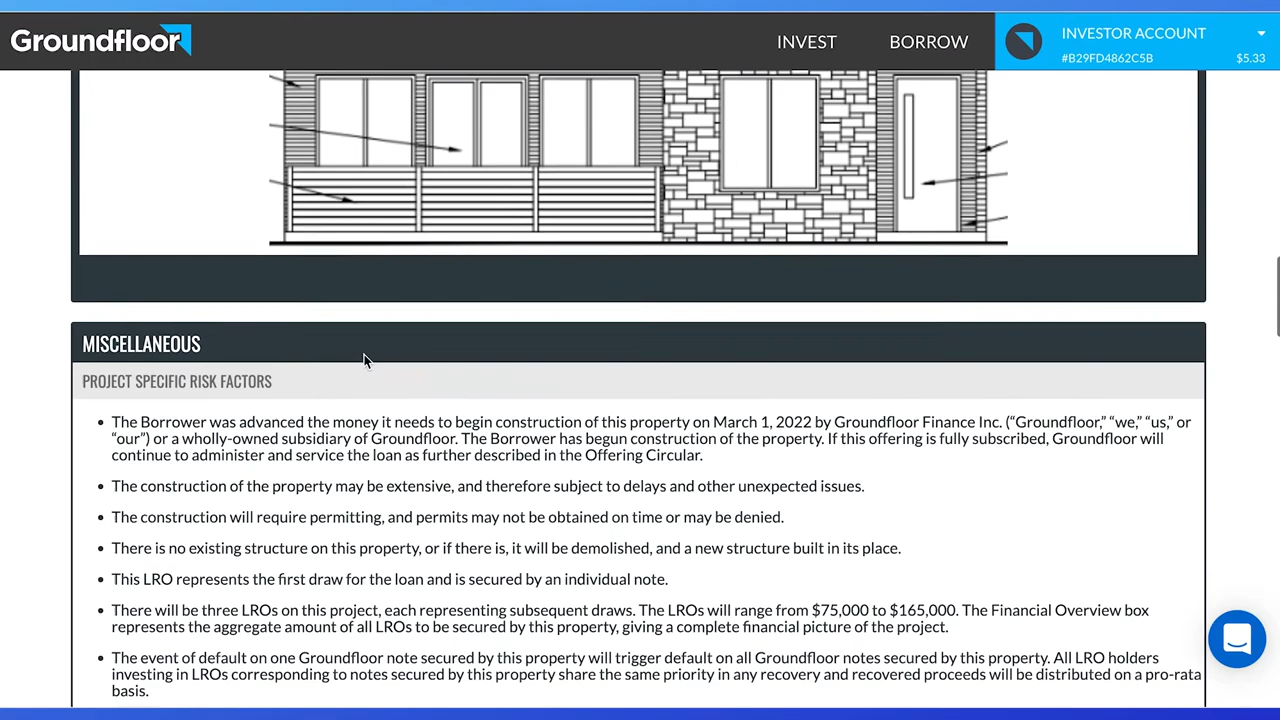 Groundfloor
INVEST
BORROW
INVESTOR ACCOUNT
#B29FD4862C5B
$5.33
MISCELLANEOUS
PROJECT SPECIFIC RISK FACTORS
• The Borrower was advanced the money it needs to begin construction of this property on March 1, 2022 by Groundfloor Finance Inc. (“Groundfloor,” “we,” “us,” or
“our”) or a wholly-owned subsidiary of Groundfloor. The Borrower has begun construction of the property. If this offering is fully subscribed, Groundfloor will
continue to administer and service the loan as further described in the Offering Circular.
• The construction of the property may be extensive, and therefore subject to delays and other unexpected issues.
• The construction will require permitting, and permits may not be obtained on time or may be denied.
• There is no existing structure on this property, or if there is, it will be demolished, and a new structure built in its place.
• This LRO represents the first draw for the loan and is secured by an individual note.
• There will be three LROs on this project, each representing subsequent draws. The LROs will range from $75,000 to $165,000. The Financial Overview box
represents the aggregate amount of all LROs to be secured by this property, giving a complete financial picture of the project.
• The event of default on one Groundfloor note secured by this property will trigger default on all Groundfloor notes secured by this property. All LRO holders
investing in LROs corresponding to notes secured by this property share the same priority in any recovery and recovered proceeds will be distributed on a pro-rata
basis.